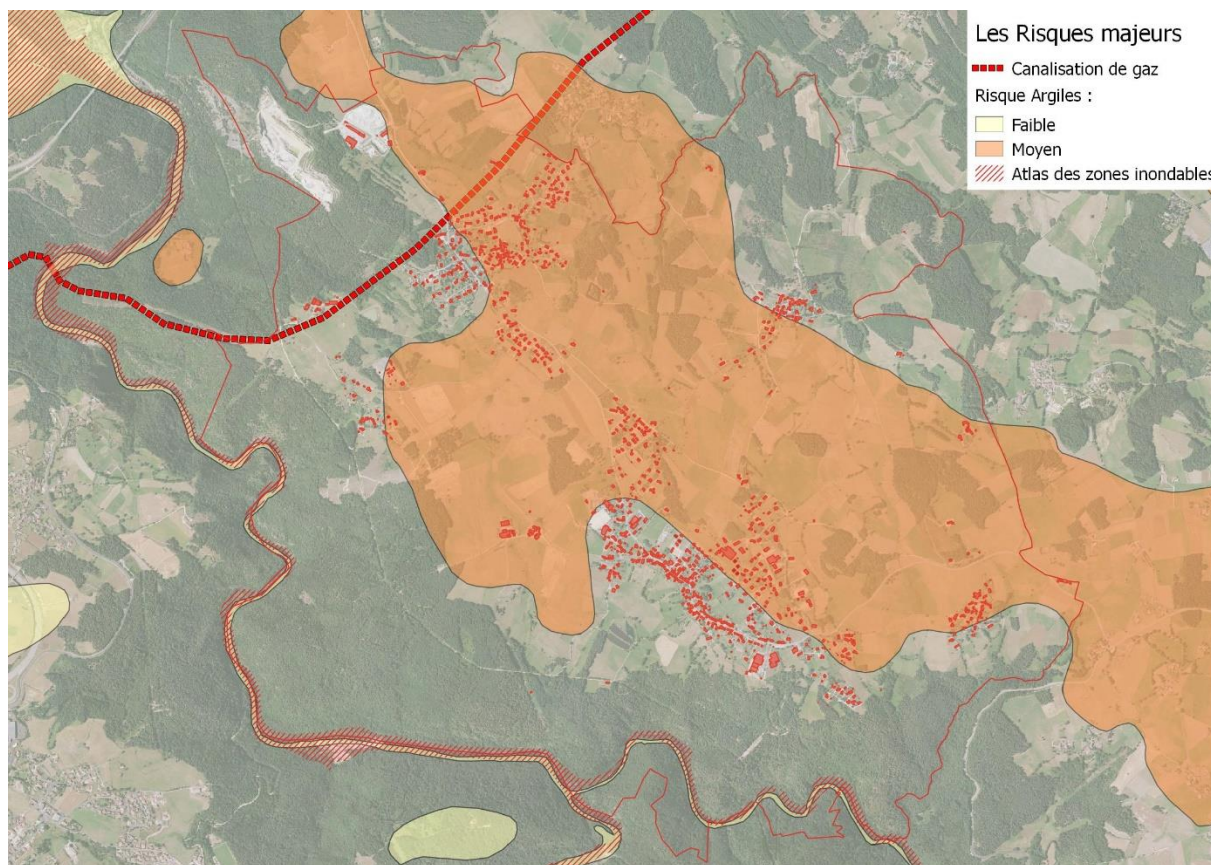 Les Risques majeurs
Canalisation de gaz
Risque Argiles :
Faible
Moyen
Atlas des zones inondables